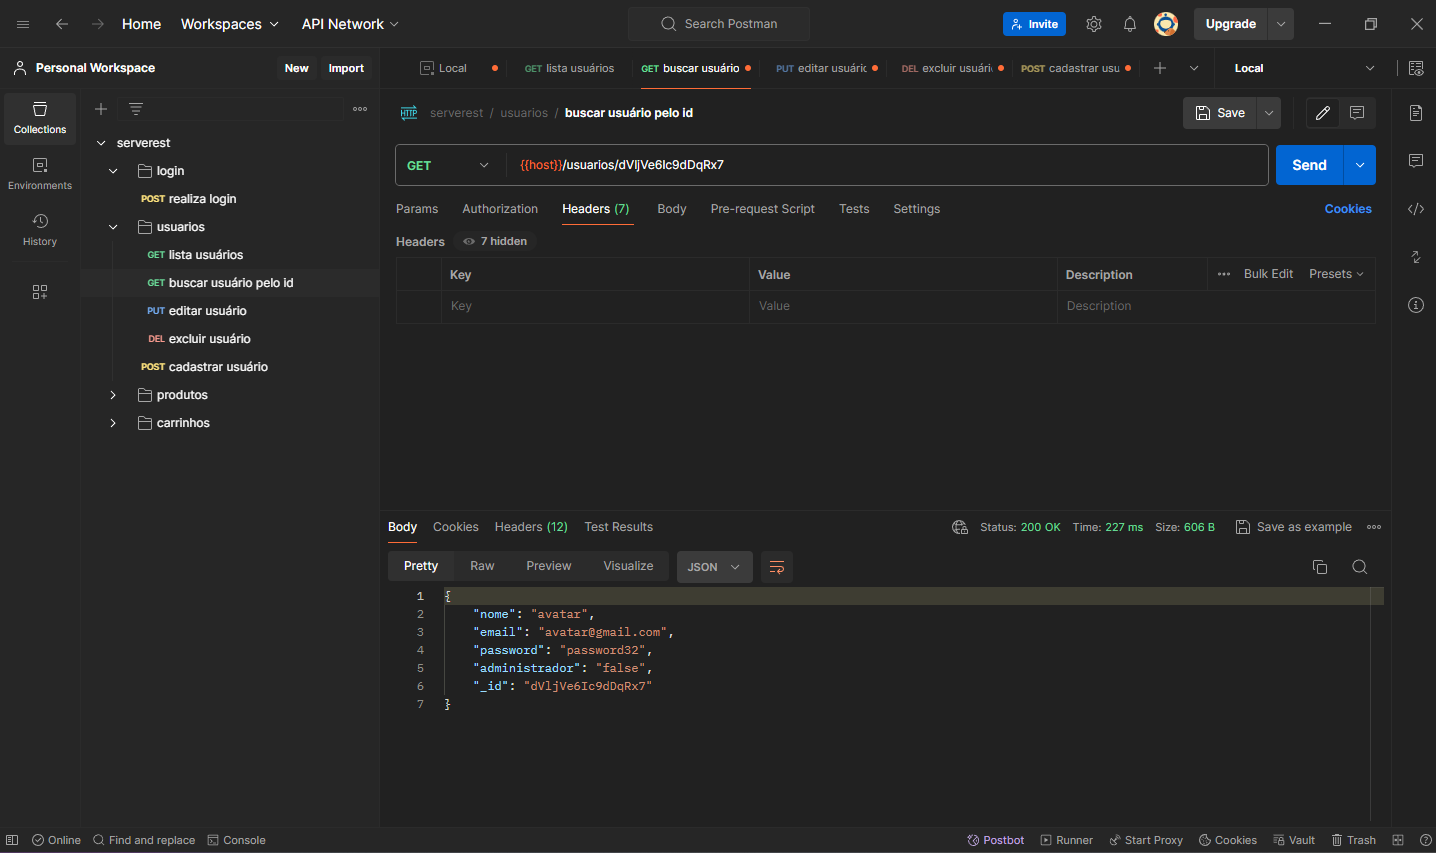 Home Workspaces API Network Search Postman Invite Upgrade
Personal Workspace New Import Local GET lista usuários GET buscar usuário PUT editar usuário DEL excluir usuári POST cadastrar usu Local
Collections
Environments
History
serverest
login
POST realiza login
usuarios
GET lista usuários
GET buscar usuário pelo id
PUT editar usuário
DEL excluir usuário
POST cadastrar usuário
produtos
carrinhos
HTTP serverest / usuarios / buscar usuário pelo id Save
GET {{host}}/usuarios/dVljVe6Ic9dDqRx7 Send
Params Authorization Headers (7) Body Pre-request Script Tests Settings Cookies
Headers 7 hidden
Key Value Description Bulk Edit Presets
Key Value Description
Body Cookies Headers (12) Test Results Status: 200 OK Time: 227 ms Size: 606 B Save as example
Pretty Raw Preview Visualize JSON
1 {
2 "nome": "avatar",
3 "email": "avatar@gmail.com",
4 "password": "password32",
5 "administrador": "false",
6 "_id": "dVljVe6Ic9dDqRx7"
7 }
Online Find and replace Console Postbot Runner Start Proxy Cookies Vault Trash